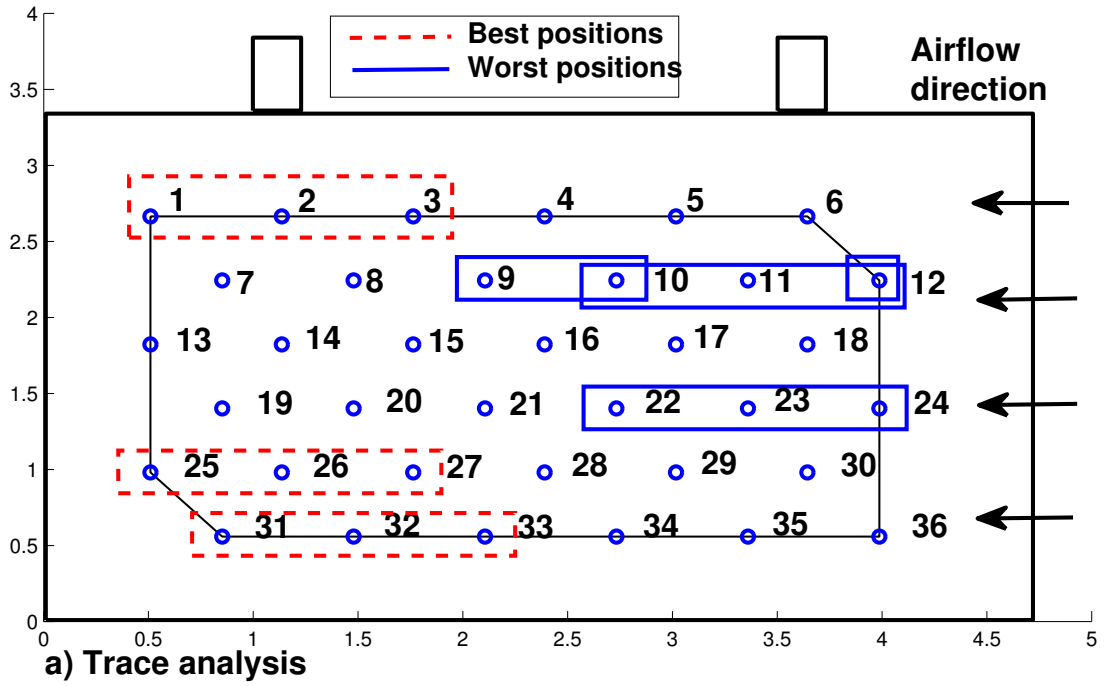 4
Best positions
Worst positions
Airflow
direction
3.5
3
1 2 3 4 5 6
2.5
7 8 9 10 11 12
2
13 14 15 16 17 18
1.5
19 20 21 22 23 24
1
25 26 27 28 29 30
31 32 33 34 35 36
0.5
0
0 0.5 1 1.5 2 2.5 3 3.5 4 4.5 5
a) Trace analysis